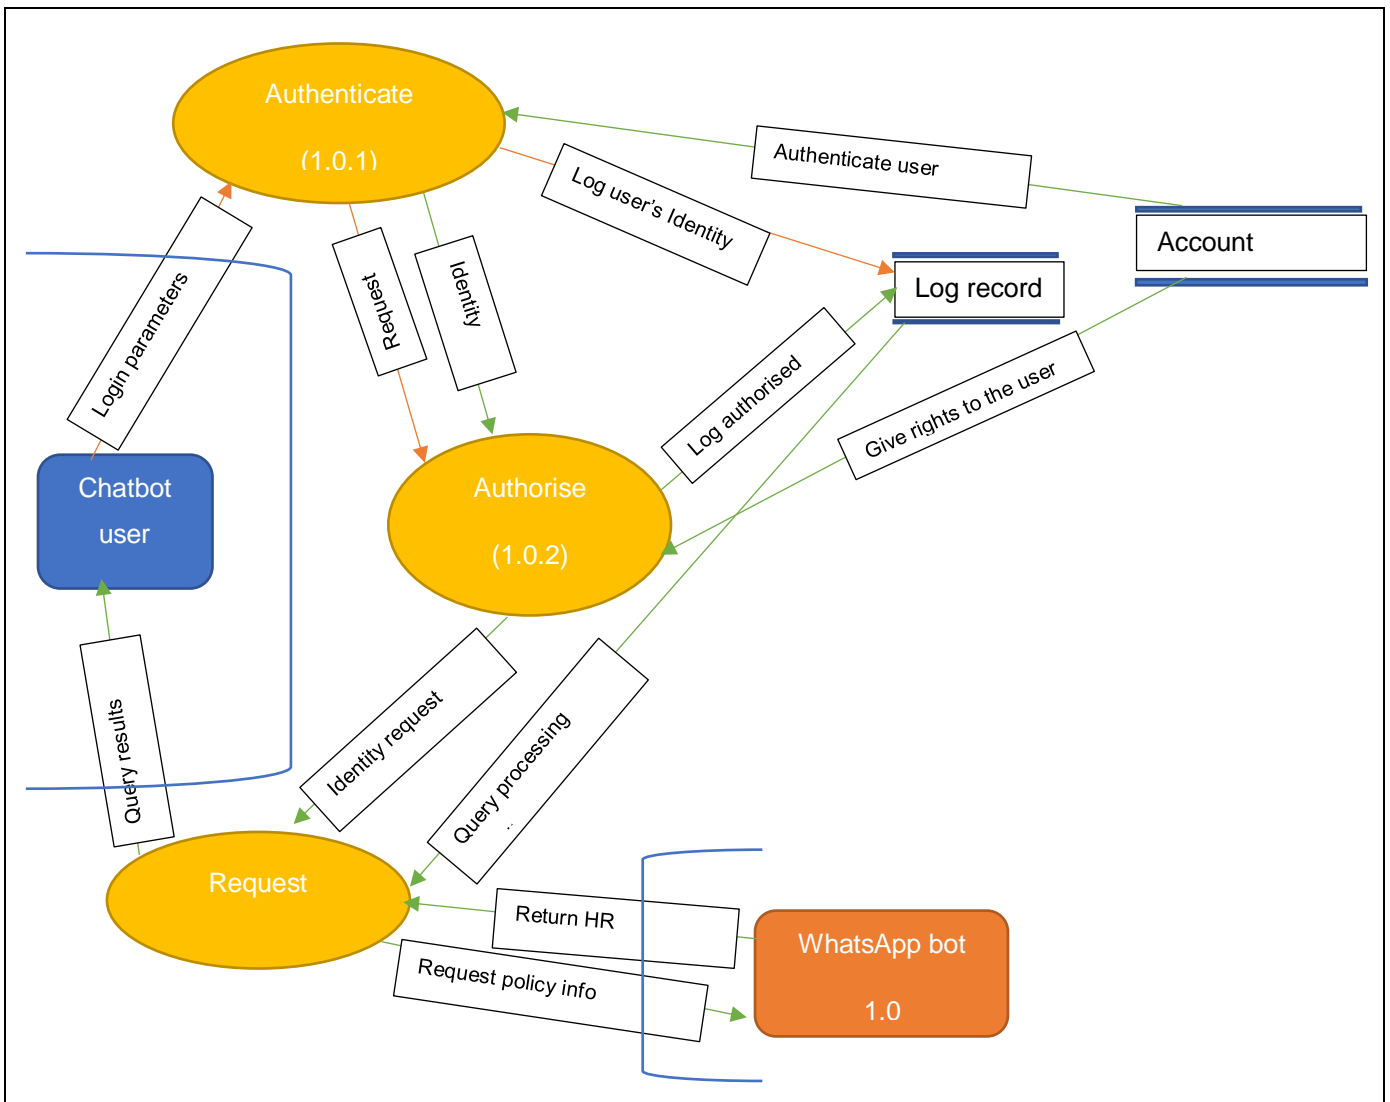 Authenticate
(1.0.1)
Authenticate user
Log user's Identity
Account
Log record
Login parameters
Request
Identity
Log authorised
Give rights to the user
Chatbot
user
Authorise
(1.0.2)
Query results
Identity request
Query processing
Request
Return HR
Request policy info
WhatsApp bot
1.0